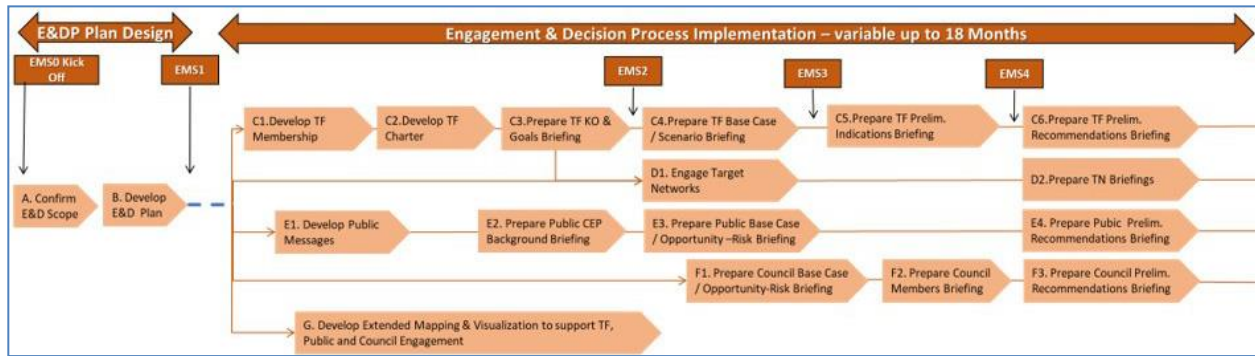 E&DP Plan Design
Engagement & Decision Process Implementation – variable up to 18 Months
EMS0 Kick
Off
EMS1
EMS2
EMS3
EMS4
C1.Develop TF
Membership
C2.Develop TF
Charter
C3.Prepare TF KO &
Goals Briefing
C4.Prepare TF Base Case
/ Scenario Briefing
C5.Prepare TF Prelim.
Indications Briefing
C6.Prepare TF Prelim.
Recommendations Briefing
A. Confirm
E&D Scope
B. Develop
E&D Plan
D1. Engage Target
Networks
D2.Prepare TN Briefings
E1. Develop Public
Messages
E2. Prepare Public CEP
Background Briefing
E3. Prepare Public Base Case
/ Opportunity –Risk Briefing
E4. Prepare Pubic Prelim.
Recommendations Briefing
F1. Prepare Council Base Case
/ Opportunity-Risk Briefing
F2. Prepare Council
Members Briefing
F3. Prepare Council Prelim.
Recommendations Briefing
G. Develop Extended Mapping & Visualization to support TF,
Public and Council Engagement